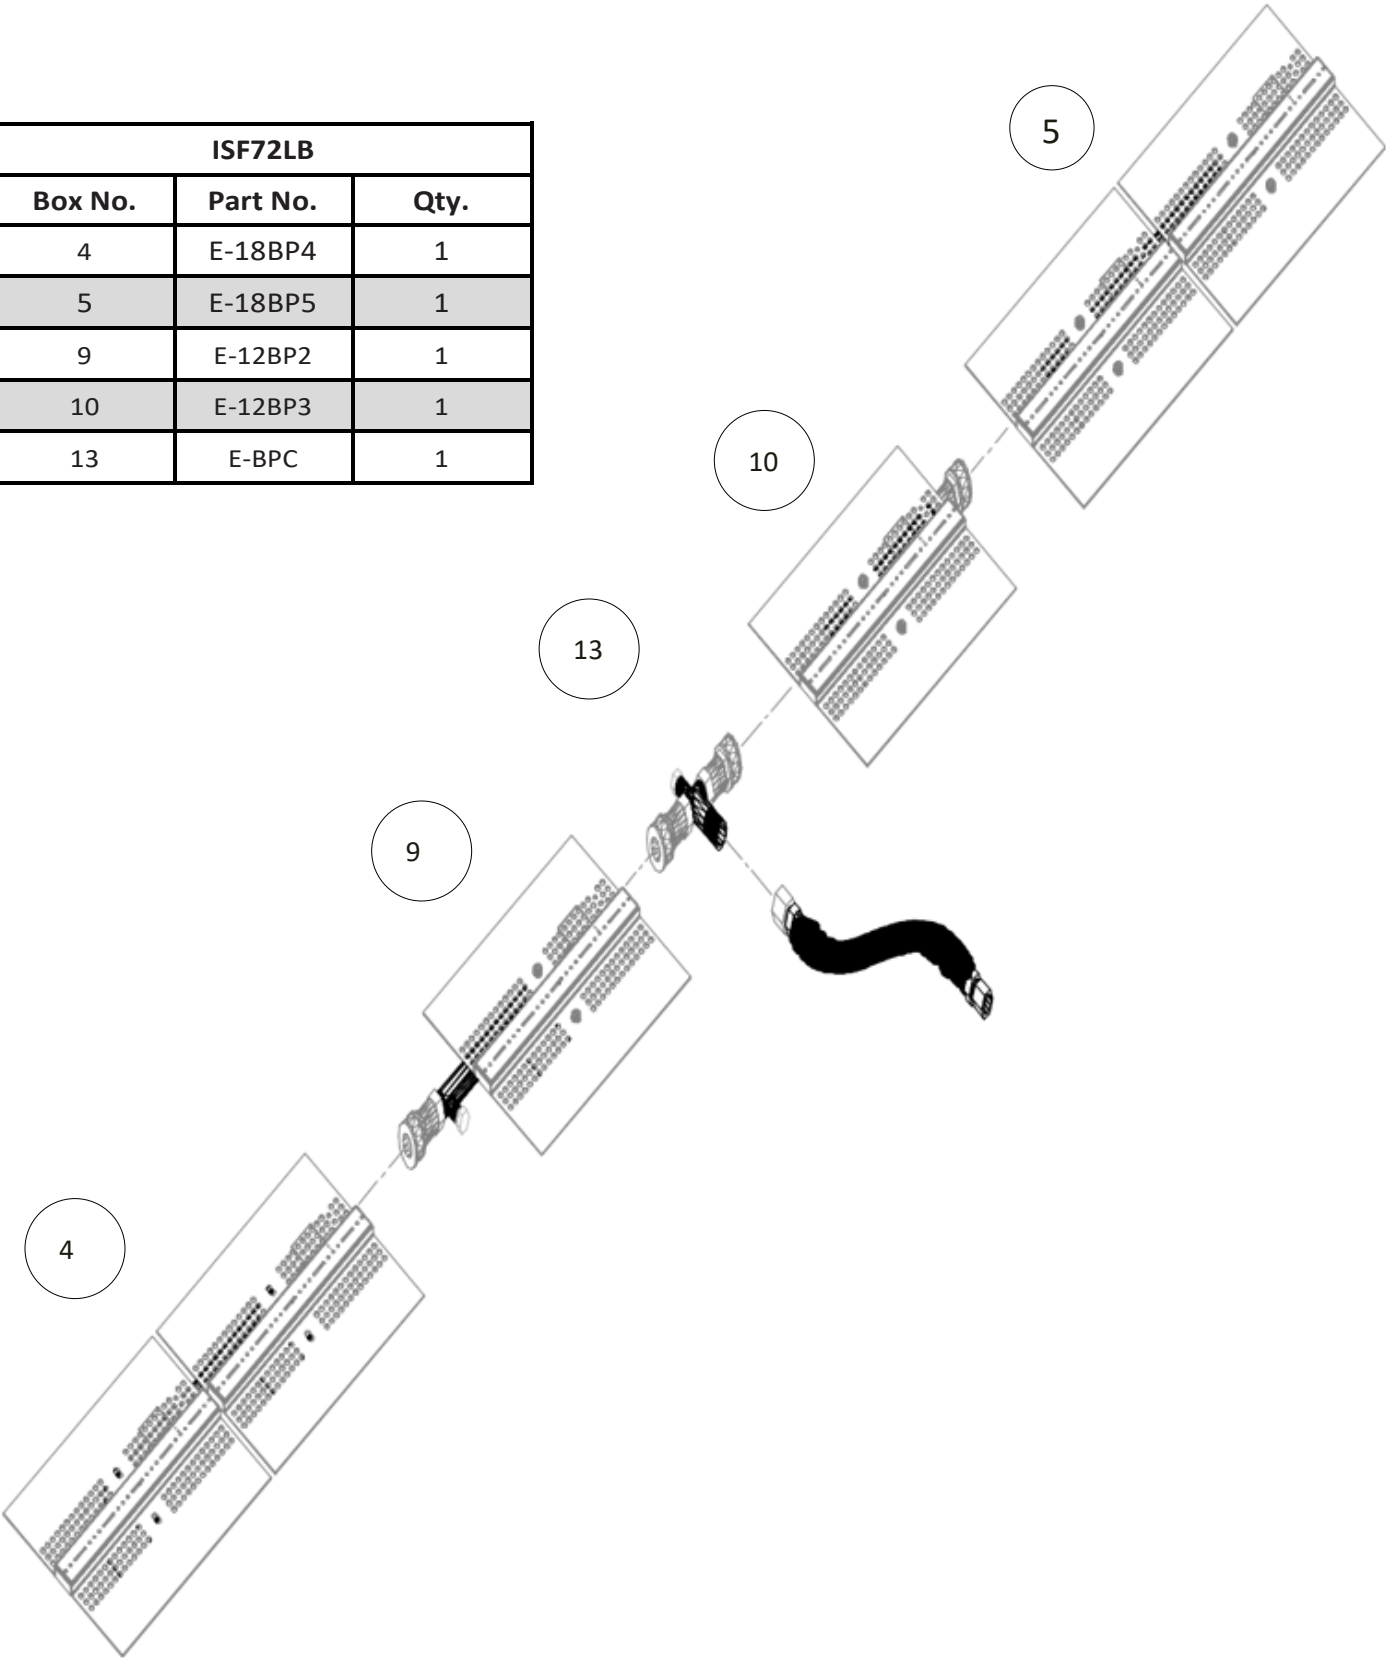 ISF72LB
Box No. Part No. Qty.
4 E-18BP4 1
5 E-18BP5 1
9 E-12BP2 1
10 E-12BP3 1
13 E-BPC 1
5
10
13
9
4